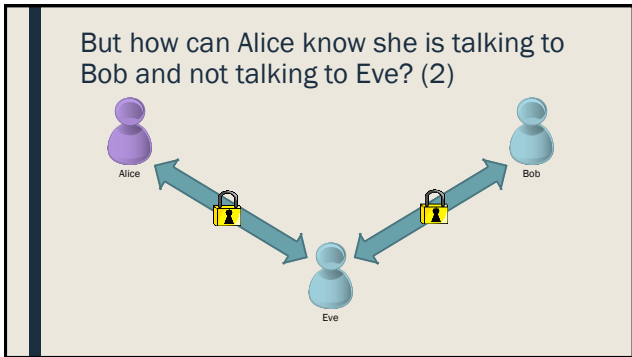 But how can Alice know she is talking to
Bob and not talking to Eve? (2)
Alice
Bob
Eve